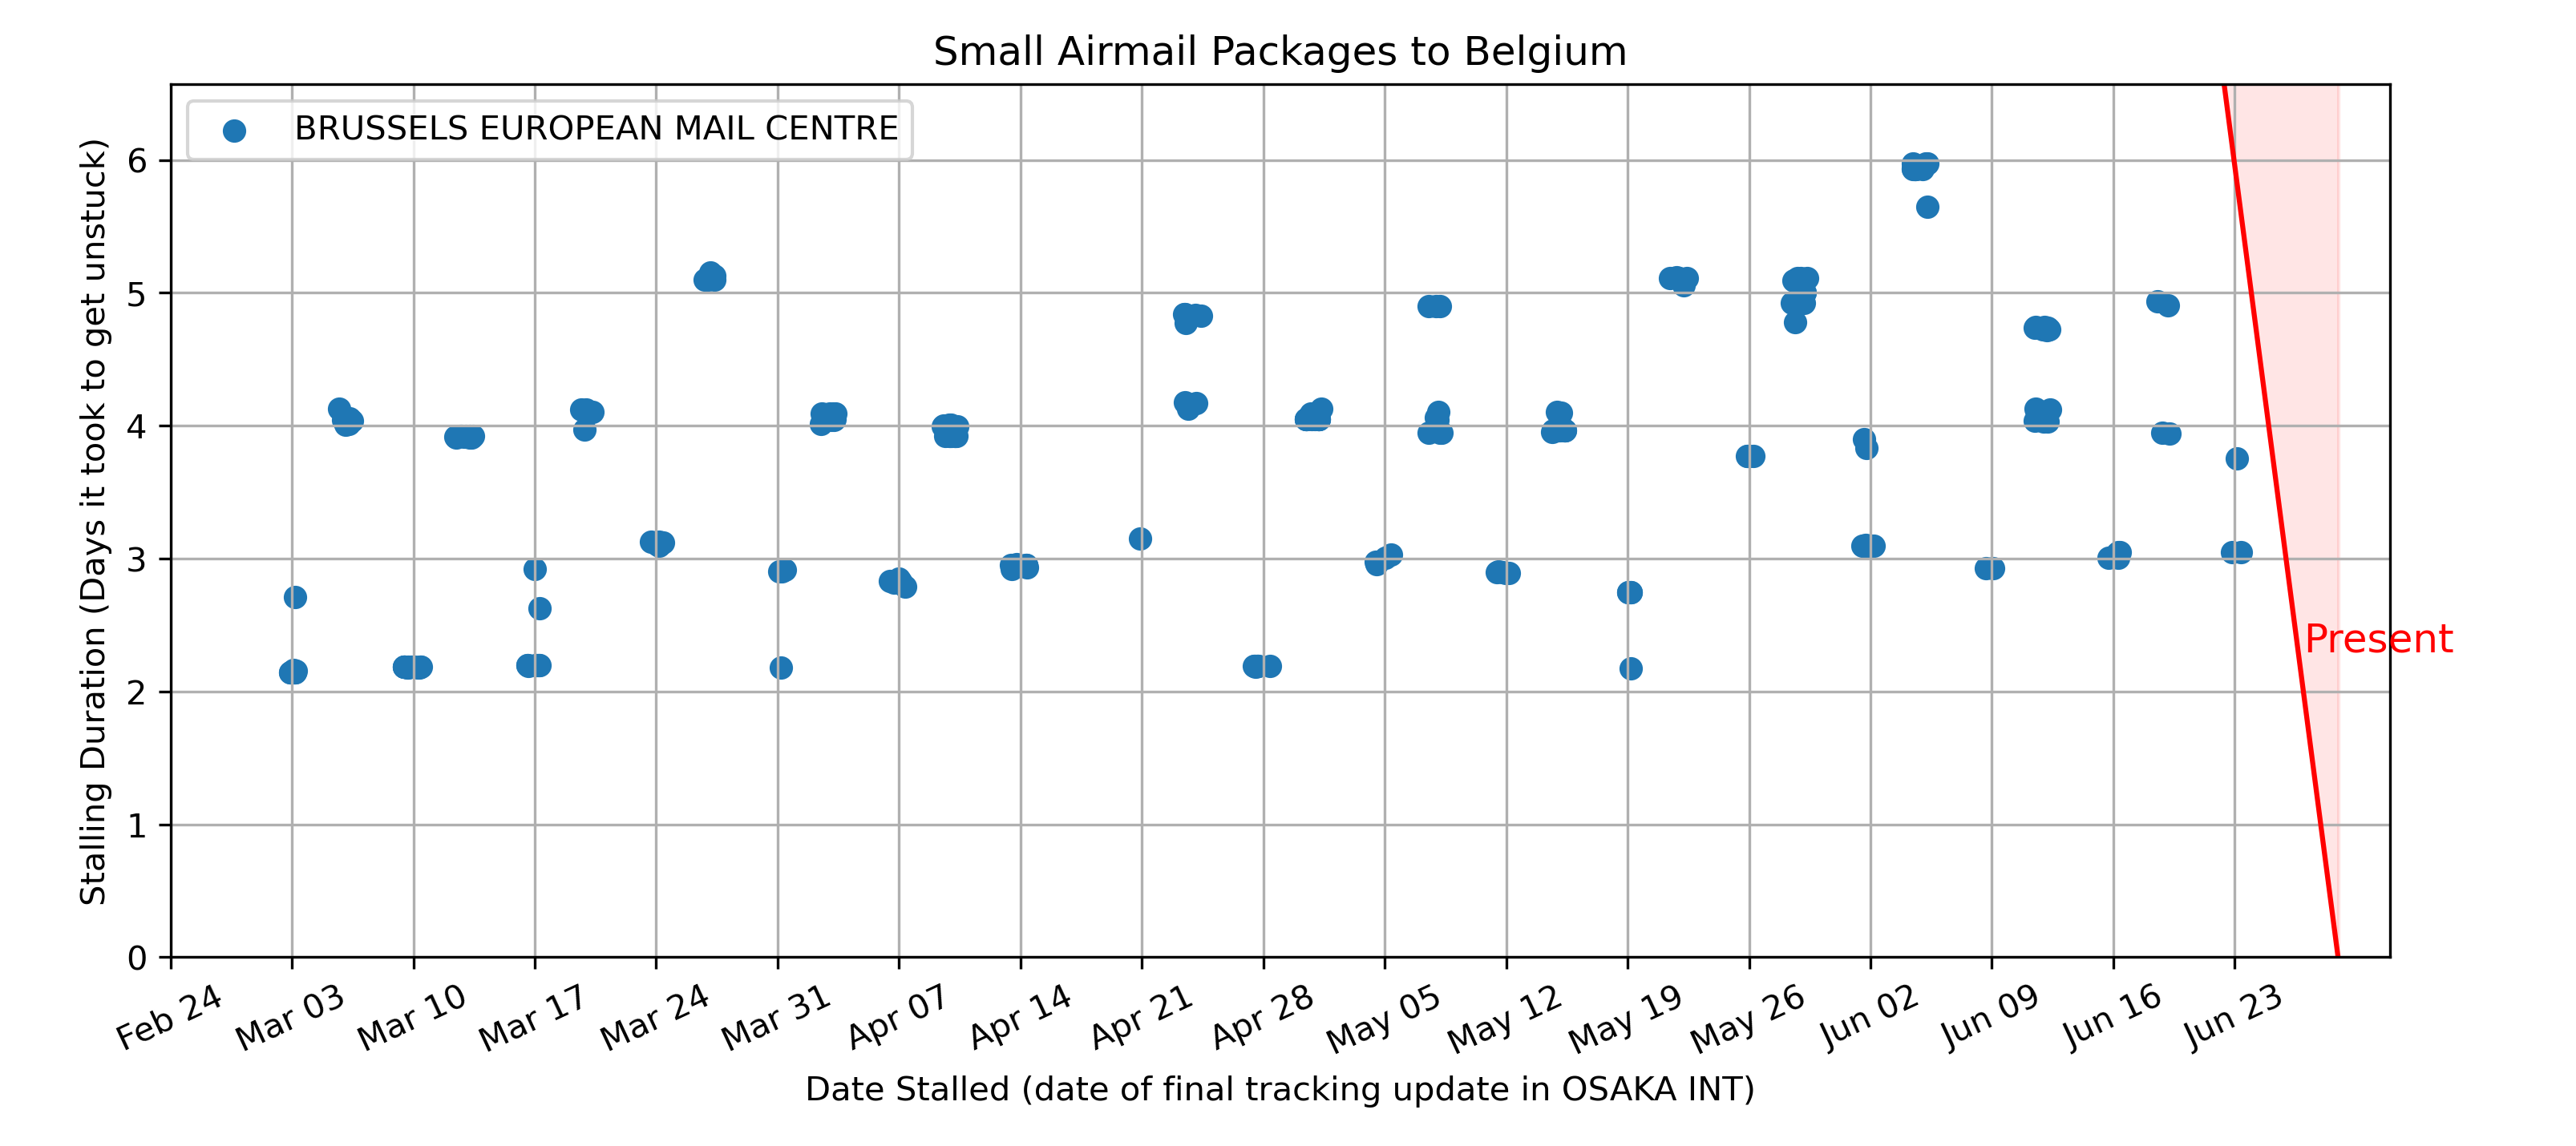 Small Airmail Packages to Belgium
BRUSSELS EUROPEAN MAIL CENTRE
Stalling Duration (Days it took to get unstuck)
6
5
4
3
2
1
0
Present
Feb 24
Mar 03
Mar 10
Mar 17
Mar 24
Mar 31
Apr 07
Apr 14
Apr 21
Apr 28
May 05
May 12
May 19
May 26
Jun 02
Jun 09
Jun 16
Jun 23
Date Stalled (date of final tracking update in OSAKA INT)